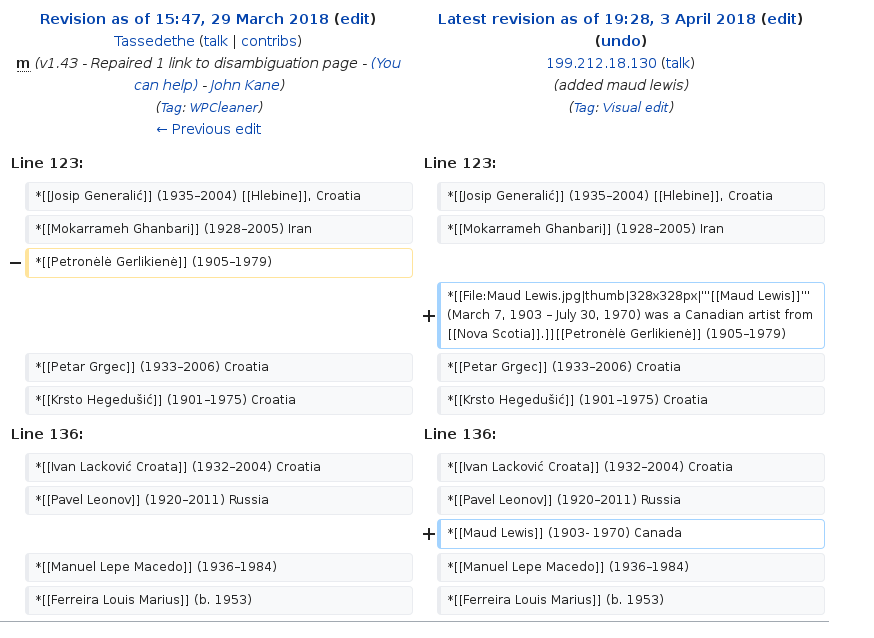 Revision as of 15:47, 29 March 2018 (edit)
Tassedethe (talk | contribs)
m (v1.43 - Repaired 1 link to disambiguation page - (You
can help) - John Kane)
(Tag: WPCleaner)
← Previous edit
Latest revision as of 19:28, 3 April 2018 (edit)
(undo)
199.212.18.130 (talk)
(added maud lewis)
(Tag: Visual edit)
Line 123:
Line 123:
*[[Josip Generalić]] (1935–2004) [[Hlebine]], Croatia
*[[Josip Generalić]] (1935–2004) [[Hlebine]], Croatia
*[[Mokarrameh Ghanbari]] (1928–2005) Iran
*[[Mokarrameh Ghanbari]] (1928–2005) Iran
− *[[Petronėlė Gerlikienė]] (1905–1979)
+ *[[File:Maud Lewis.jpg|thumb|328x328px|'''[[Maud Lewis]]'''
(March 7, 1903 – July 30, 1970) was a Canadian artist from
[[Nova Scotia]].]][[Petronėlė Gerlikienė]] (1905–1979)
*[[Petar Grgec]] (1933–2006) Croatia
*[[Petar Grgec]] (1933–2006) Croatia
*[[Krsto Hegedušić]] (1901–1975) Croatia
*[[Krsto Hegedušić]] (1901–1975) Croatia
Line 136:
Line 136:
*[[Ivan Lacković Croata]] (1932–2004) Croatia
*[[Ivan Lacković Croata]] (1932–2004) Croatia
*[[Pavel Leonov]] (1920–2011) Russia
*[[Pavel Leonov]] (1920–2011) Russia
+ *[[Maud Lewis]] (1903- 1970) Canada
*[[Manuel Lepe Macedo]] (1936–1984)
*[[Manuel Lepe Macedo]] (1936–1984)
*[[Ferreira Louis Marius]] (b. 1953)
*[[Ferreira Louis Marius]] (b. 1953)